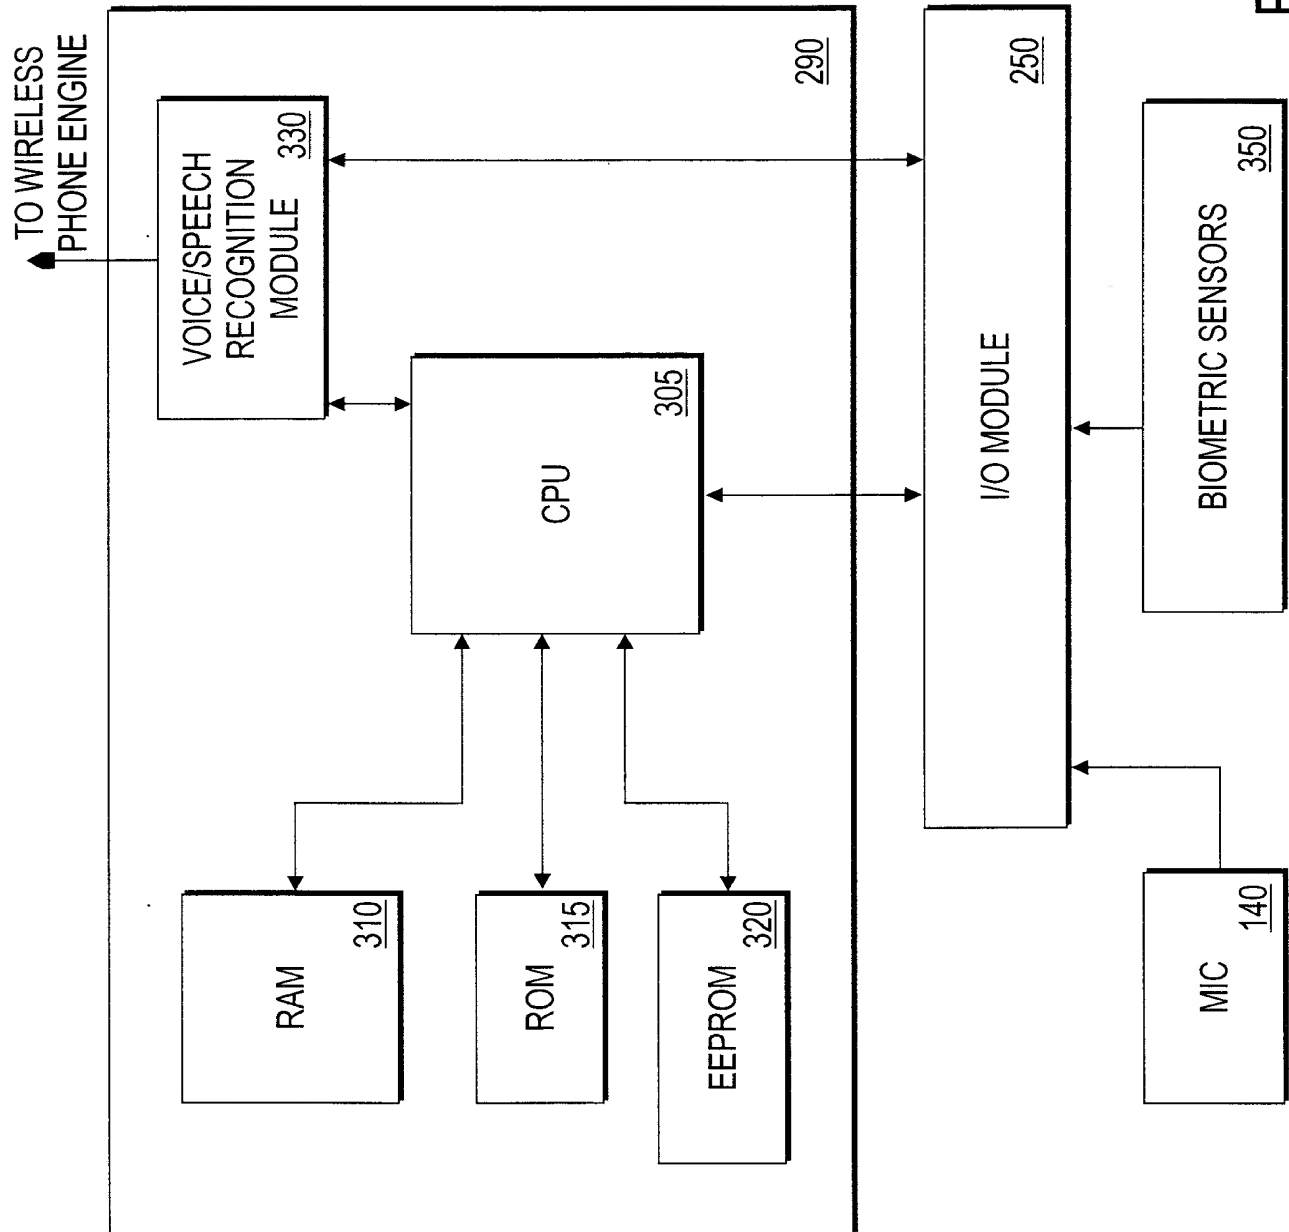 TO WIRELESS
PHONE ENGINE
VOICE/SPEECH
RECOGNITION
MODULE
330
290
CPU
305
RAM
310
ROM
315
EEPROM
320
I/O MODULE
250
BIOMETRIC SENSORS
350
MIC
140